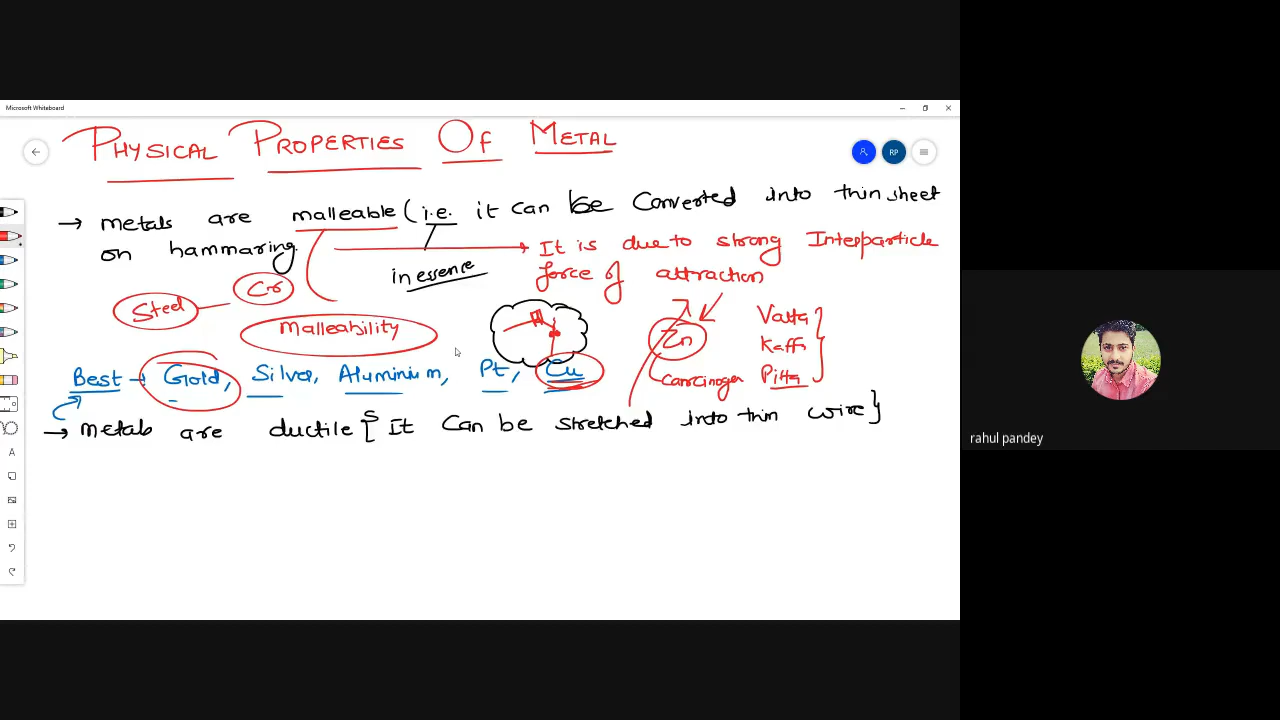 Microsoft Whiteboard
PHYSICAL PROPERTIES OF METAL
RP
→ metals are malleable (i.e. it can be Converted into thin sheet
on hammaring.
→ It is due to strong Interparticle
force of attraction
in essence
Steel
Cr
Malleability
Zn
Vatta
Kaff
Pitta
Carcinogen
Best → Gold, Silver, Aluminium, Pt, Cu
→ metals are ductile { It can be stretched into thin wire }
A
rahul pandey